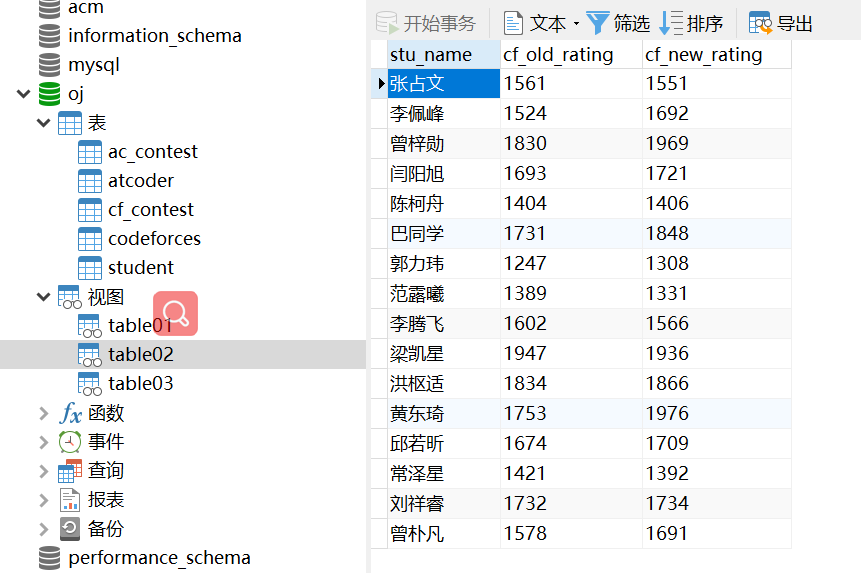 acm
information_schema
mysql
oj
表
ac_contest
atcoder
cf_contest
codeforces
student
视图
table01
table02
table03
fx 函数
事件
查询
报表
备份
performance_schema
开始事务 文本 筛选 排序 导出
stu_name cf_old_rating cf_new_rating
张占文 1561 1551
李佩峰 1524 1692
曾梓勋 1830 1969
闫阳旭 1693 1721
陈柯舟 1404 1406
巴同学 1731 1848
郭力玮 1247 1308
范露曦 1389 1331
李腾飞 1602 1566
梁凯星 1947 1936
洪枢适 1834 1866
黄东琦 1753 1976
邱若昕 1674 1709
常泽星 1421 1392
刘祥睿 1732 1734
曾朴凡 1578 1691